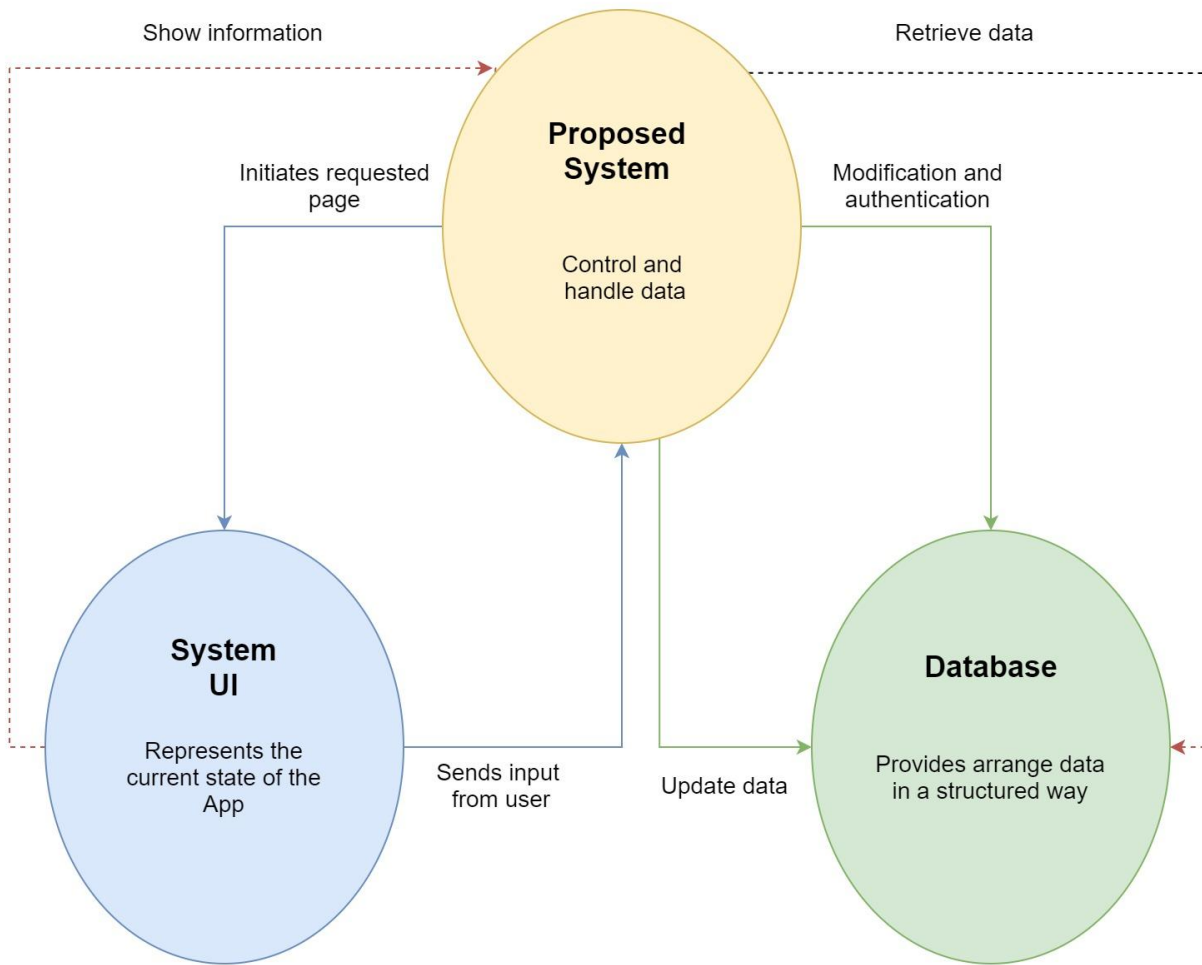 Show information
Retrieve data
Proposed
System
Initiates requested
page
Modification and
authentication
Control and
handle data
System
UI
Database
Represents the
current state of the
App
Sends input
from user
Update data
Provides arrange data
in a structured way